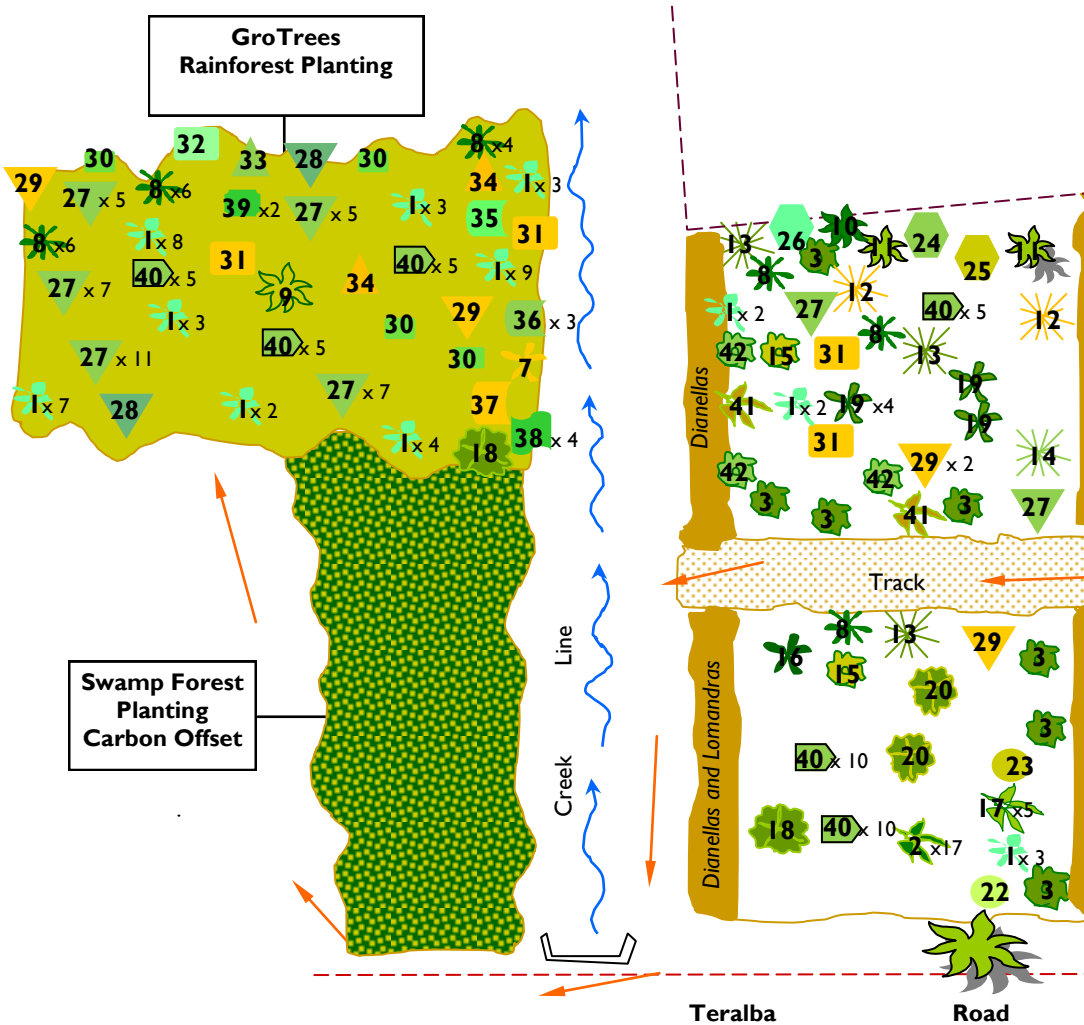 GroTrees
Rainforest Planting
32
8 x4
30
33
28
30
29
27 x 5
8 x6
39 x2
27 x 5
1 x 3
34
1 x 3
35
8 x6
1 x 8
31
31
40 x 5
40 x 5
1 x 9
27 x 7
9
34
1 x 3
30
29
36 x 3
40 x 5
27 x 11
30
7
1 x 7
28
1 x 2
27 x 7
37
1 x 4
18
38 x 4
13
26
10
11
24
11
3
8
25
12
1 x 2
27
40 x 5
12
8
42
15
31
13
19
41
1 x 2
19 x4
19
31
14
42
42
29 x 2
3
3
41
3
27
Dianellas
Track
8
13
29
16
15
3
20
3
40 x 10
20
23
17 x5
18
40 x 10
2 x17
1 x 3
22
3
Dianellas and Lomandras
Creek Line
Swamp Forest
Planting
Carbon Offset
.
Teralba Road